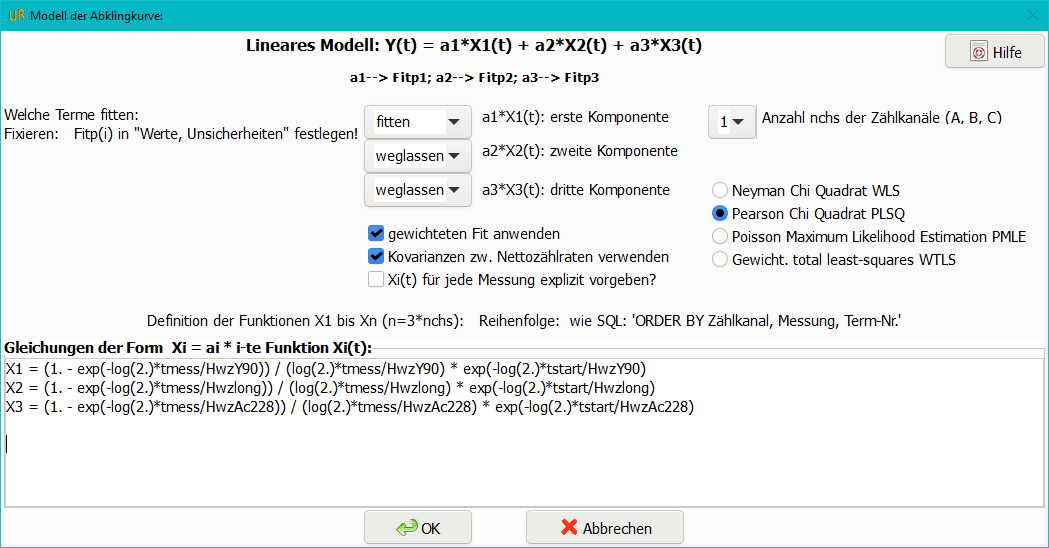 UR Modell der Abklingkurve:
Lineares Modell: Y(t) = a1*X1(t) + a2*X2(t) + a3*X3(t)
Hilfe
a1--> Fitp1; a2--> Fitp2; a3--> Fitp3
Welche Terme fitten:
Fixieren: Fitp(i) in "Werte, Unsicherheiten" festlegen!
fitten
a1*X1(t): erste Komponente
1
Anzahl nchs der Zählkanäle (A, B, C)
weglassen
a2*X2(t): zweite Komponente
weglassen
a3*X3(t): dritte Komponente
Neyman Chi Quadrat WLS
Pearson Chi Quadrat PLSQ
Poisson Maximum Likelihood Estimation PMLE
Gewicht. total least-squares WTLS
gewichteten Fit anwenden
Kovarianzen zw. Nettozählraten verwenden
Xi(t) für jede Messung explizit vorgeben?
Definition der Funktionen X1 bis Xn (n=3*nchs): Reihenfolge: wie SQL: 'ORDER BY Zählkanal, Messung, Term-Nr.'
Gleichungen der Form Xi = ai * i-te Funktion Xi(t):
X1 = (1. - exp(-log(2.)*tmess/HwzY90)) / (log(2.)*tmess/HwzY90) * exp(-log(2.)*tstart/HwzY90)
X2 = (1. - exp(-log(2.)*tmess/Hwzlong)) / (log(2.)*tmess/Hwzlong) * exp(-log(2.)*tstart/Hwzlong)
X3 = (1. - exp(-log(2.)*tmess/HwzAc228)) / (log(2.)*tmess/HwzAc228) * exp(-log(2.)*tstart/HwzAc228)
OK
Abbrechen